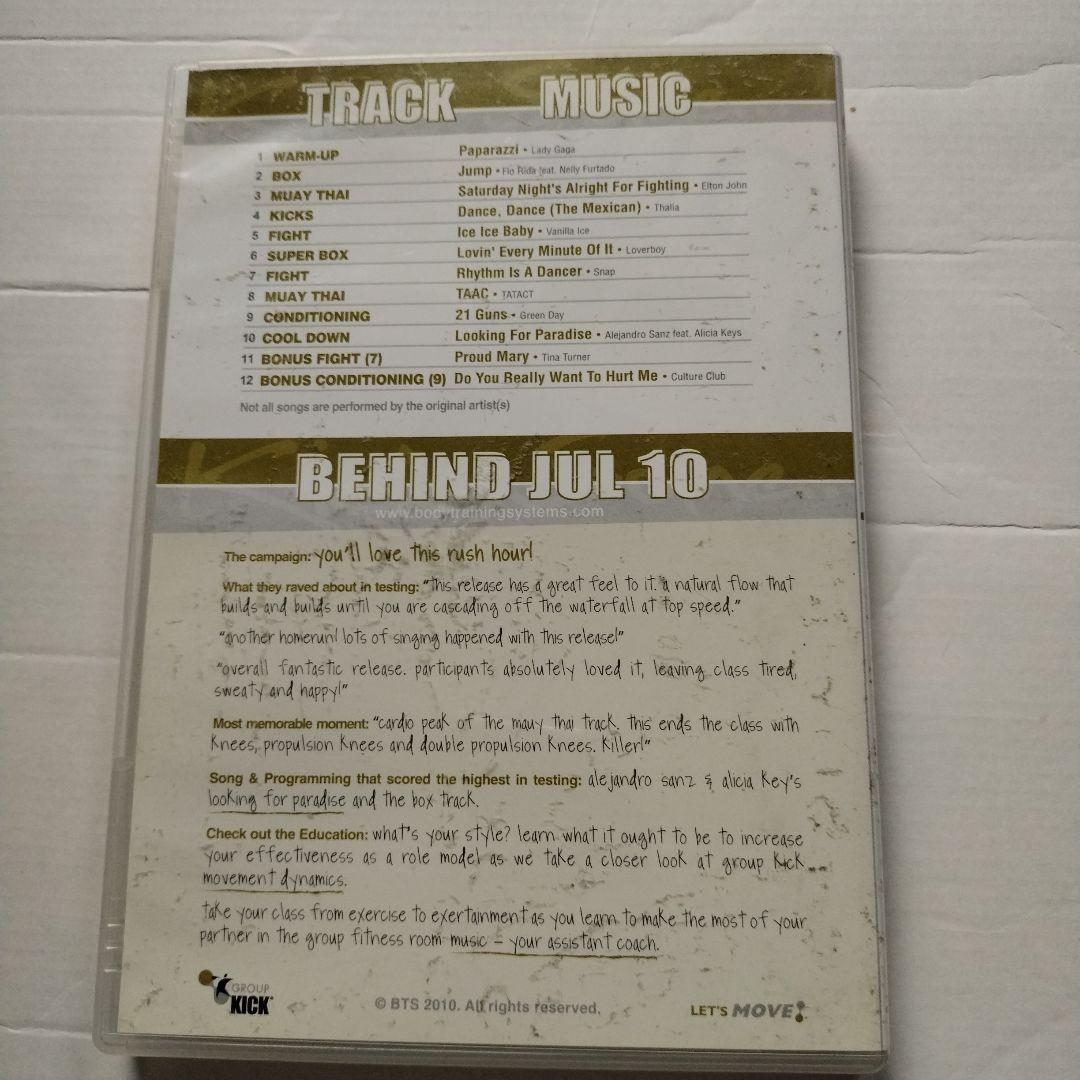 TRACK MUSIC
1 WARM-UP Paparazzi • Lady Gaga
2 BOX Jump • Flo Rida feat. Nelly Furtado
3 MUAY THAI Saturday Night's Alright For Fighting • Elton John
4 KICKS Dance, Dance (The Mexican) • Thalia
5 FIGHT Ice Ice Baby • Vanilla Ice
6 SUPER BOX Lovin' Every Minute Of It • Loverboy
7 FIGHT Rhythm Is A Dancer • Snap
8 MUAY THAI TAAC • TATACT
9 CONDITIONING 21 Guns • Green Day
10 COOL DOWN Looking For Paradise • Alejandro Sanz feat. Alicia Keys
11 BONUS FIGHT (7) Proud Mary • Tina Turner
12 BONUS CONDITIONING (9) Do You Really Want To Hurt Me • Culture Club
Not all songs are performed by the original artist(s)
BEHIND JUL 10
www.bodytrainingsystems.com
The campaign: you'll love this rush hour!
What they raved about in testing: "this release has a great feel to it. a natural flow that
builds and builds until you are cascading off the waterfall at top speed."
"another homerun! lots of singing happened with this release!"
"overall fantastic release. participants absolutely loved it, leaving class tired,
sweaty and happy!"
Most memorable moment: "cardio peak of the mauy thai track. this ends the class with
knees, propulsion knees and double propulsion knees. killer!"
Song & Programming that scored the highest in testing: alejandro sanz & alicia key's
looking for paradise and the box track.
Check out the Education: what's your style? learn what it ought to be to increase
your effectiveness as a role model as we take a closer look at group kick
movement dynamics.
take your class from exercise to exertainment as you learn to make the most of your
partner in the group fitness room music – your assistant coach.
GROUP
KICK®
© BTS 2010. All rights reserved.
LET'S MOVE!